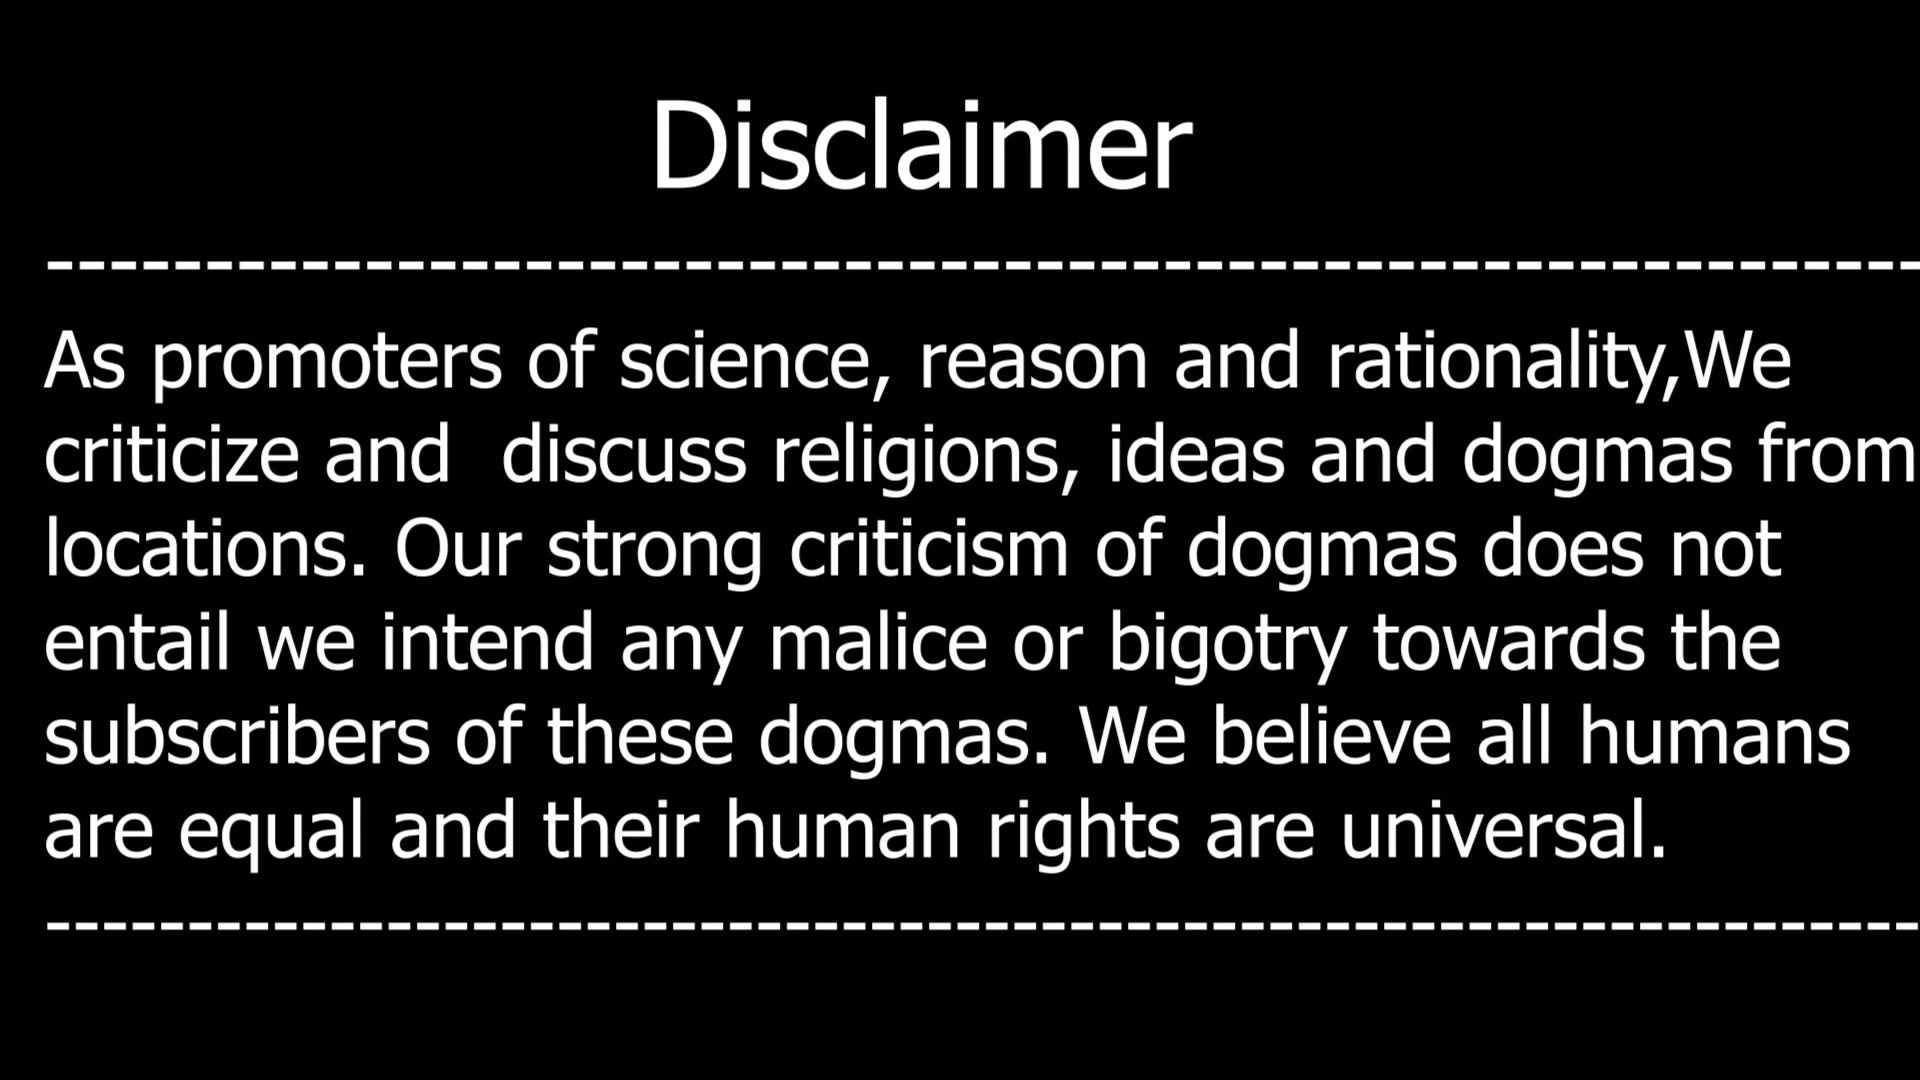 Disclaimer
-----------------------------------------------------------
As promoters of science, reason and rationality,We
criticize and  discuss religions, ideas and dogmas from
locations. Our strong criticism of dogmas does not
entail we intend any malice or bigotry towards the
subscribers of these dogmas. We believe all humans
are equal and their human rights are universal.
------------------------------------------------------------------